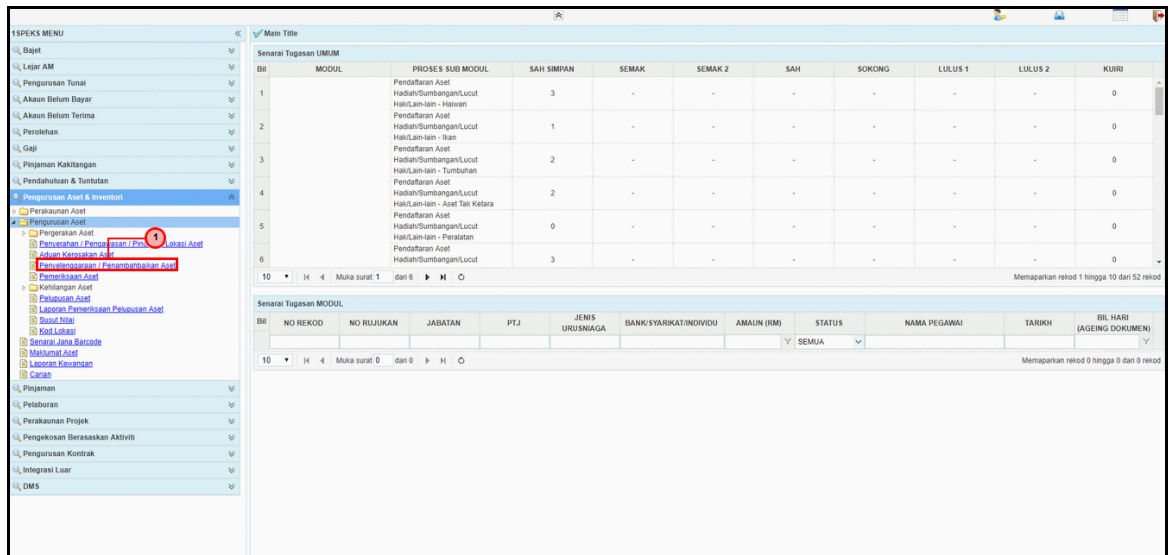 1SPEKS MENU
Main Title
Bajet
Lejar AM
Pengurusan Tunai
Akaun Belum Bayar
Akaun Belum Terima
Perolehan
Gaji
Pinjaman Kakitangan
Pendahuluan & Tuntutan
Pengurusan Aset & Inventori
Perakaunan Aset
Pengurusan Aset
Pergerakan Aset
Penyerahan / Pengawasan / Lokasi Aset
1
Aduan Kerosakan Aset
Penyelenggaraan / Penambahbaikan Aset
Pemeriksaan Aset
Kehilangan Aset
Pelupusan Aset
Laporan Pemeriksaan Pelupusan Aset
Susut Nilai
Kod Lokasi
Senarai Jana Barcode
Maklumat Aset
Laporan Kewangan
Carian
Pinjaman
Pelaburan
Perakaunan Projek
Pengekosan Berasaskan Aktiviti
Pengurusan Kontrak
Integrasi Luar
DMS
Senarai Tugasan UMUM
Bil MODUL PROSES SUB MODUL SAH SIMPAN SEMAK SEMAK 2 SAH SOKONG LULUS 1 LULUS 2 KUIRI
Pendaftaran Aset
1 Hadiah/Sumbangan/Lucut 3 - - - - - - 0
Hak/Lain-lain - Haiwan
Pendaftaran Aset
2 Hadiah/Sumbangan/Lucut 1 - - - - - - 0
Hak/Lain-lain - Ikan
Pendaftaran Aset
3 Hadiah/Sumbangan/Lucut 2 - - - - - - 0
Hak/Lain-lain - Tumbuhan
Pendaftaran Aset
4 Hadiah/Sumbangan/Lucut 2 - - - - - - 0
Hak/Lain-lain - Aset Tak Ketara
Pendaftaran Aset
5 Hadiah/Sumbangan/Lucut 0 - - - - - - 0
Hak/Lain-lain - Peralatan
Pendaftaran Aset
6 Hadiah/Sumbangan/Lucut 3 - - - - - - 0
10 Muka surat 1 dari 6 Memaparkan rekod 1 hingga 10 dari 52 rekod
Senarai Tugasan MODUL
Bil NO REKOD NO RUJUKAN JABATAN PTJ JENIS URUSNIAGA BANK/SYARIKAT/INDIVIDU AMAUN (RM) STATUS NAMA PEGAWAI TARIKH BIL HARI (AGEING DOKUMEN)
SEMUA
10 Muka surat 0 dari 0 Memaparkan rekod 0 hingga 0 dari 0 rekod